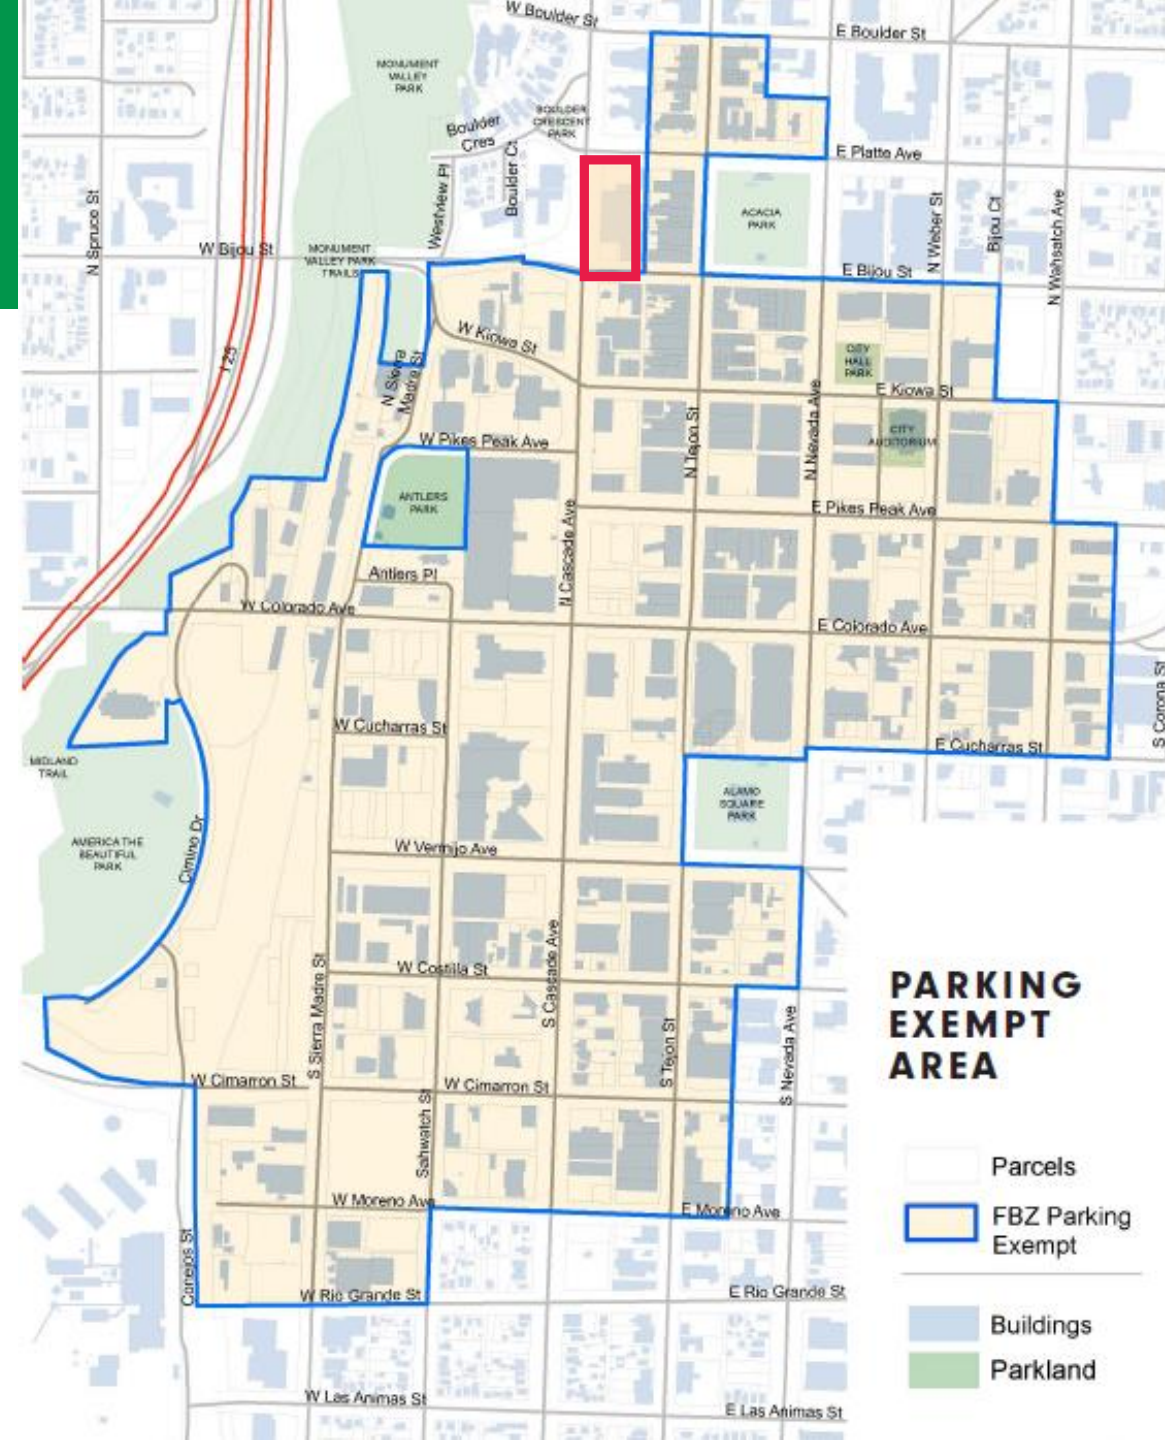 W Boulder St
E Boulder St
MONUMENT
VALLEY
PARK
BOULDER
CRESCENT
PARK
Boulder
Cres
Boulder Ct
Westview Pl
E Platte Ave
N Spruce St
ACACIA
PARK
N Weber St
Bijou Ct
N Wahsatch Ave
W Bijou St
MONUMENT
VALLEY PARK
TRAILS
E Bijou St
I 25
W Kiowa St
N Sierra
Madre St
CITY
HALL
PARK
E Kiowa St
N Tejon St
N Nevada Ave
CITY
AUDITORIUM
W Pikes Peak Ave
ANTLERS
PARK
N Cascade Ave
E Pikes Peak Ave
Antlers Pl
W Colorado Ave
E Colorado Ave
S Corona St
W Cucharras St
E Cucharras St
MIDLAND
TRAIL
ALAMO
SQUARE
PARK
AMERICA THE
BEAUTIFUL
PARK
Cimino Dr
W Vermijo Ave
S Cascade Ave
W Costilla St
S Sierra Madre St
S Tejon St
S Nevada Ave
W Cimarron St
W Cimarron St
Sahwatch St
W Moreno Ave
E Moreno Ave
Conejos St
W Rio Grande St
E Rio Grande St
W Las Animas St
E Las Animas St
PARKING
EXEMPT
AREA
Parcels
FBZ Parking
Exempt
Buildings
Parkland